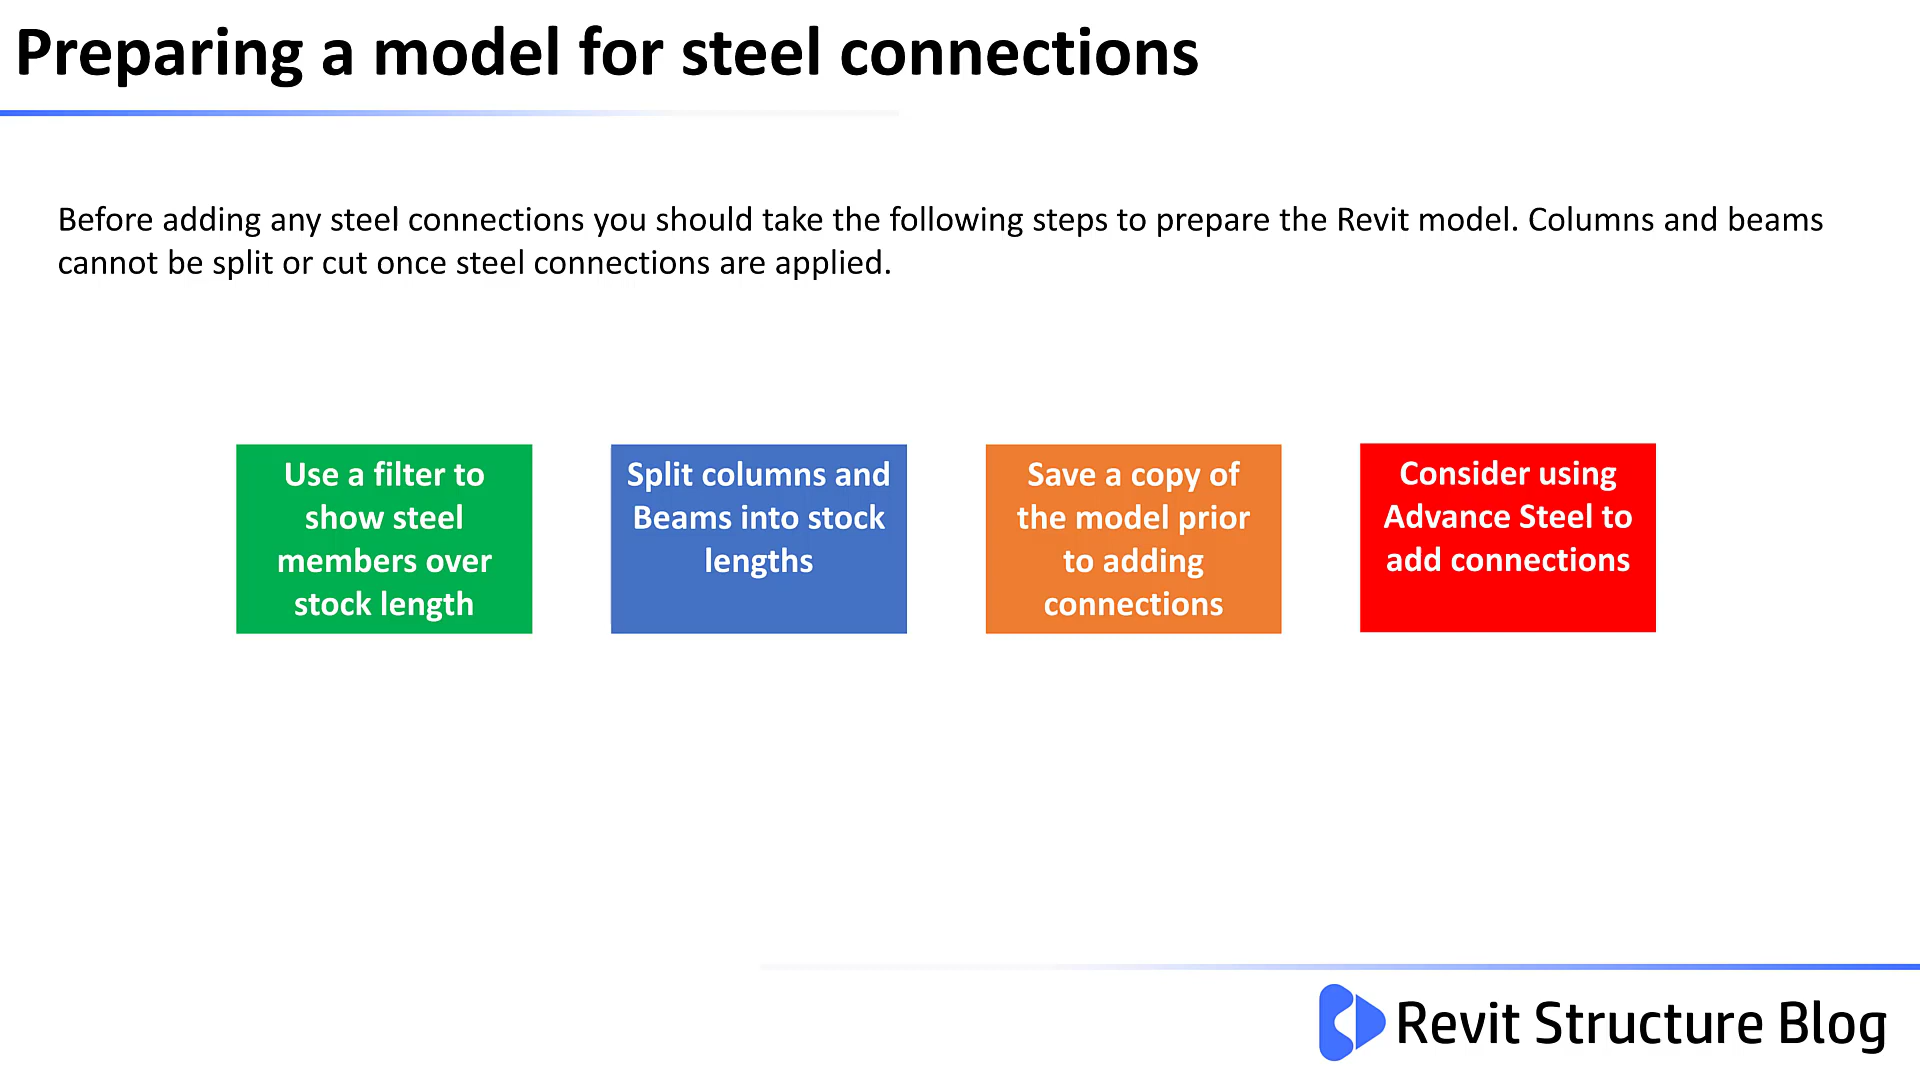 Preparing a model for steel connections
Before adding any steel connections you should take the following steps to prepare the Revit model. Columns and beams
cannot be split or cut once steel connections are applied.
Use a filter to
show steel
members over
stock length
Split columns and
Beams into stock
lengths
Save a copy of
the model prior
to adding
connections
Consider using
Advance Steel to
add connections
Revit Structure Blog